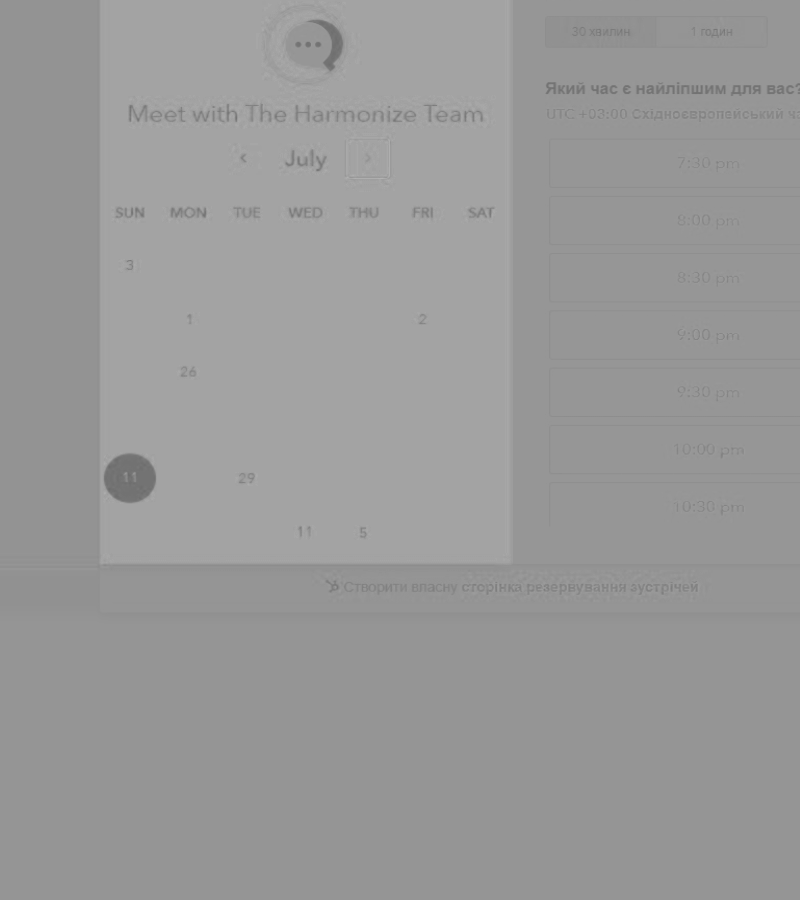 Meet with The Harmonize Team
July
SUN MON TUE WED THU FRI SAT
3
1 2
26
11 29
11 5
30 хвилин 1 годин
Який час є найліпшим для вас?
UTC +03:00 Східноєвропейський
7:30 pm
8:00 pm
8:30 pm
9:00 pm
9:30 pm
10:00 pm
10:30 pm
Створити власну сторінка резервування зустрічей